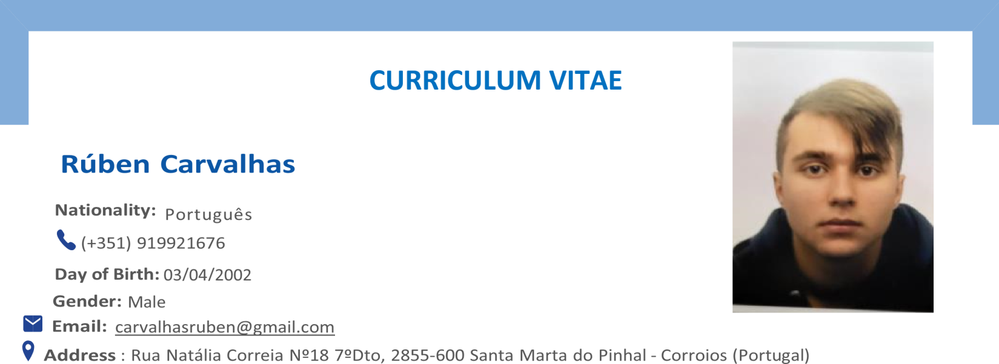 CURRICULUM VITAE
Rúben Carvalhas
Nationality: Português
(+351) 919921676
Day of Birth: 03/04/2002
Gender: Male
Email: carvalhasruben@gmail.com
Address : Rua Natália Correia Nº18 7ºDto, 2855-600 Santa Marta do Pinhal - Corroios (Portugal)